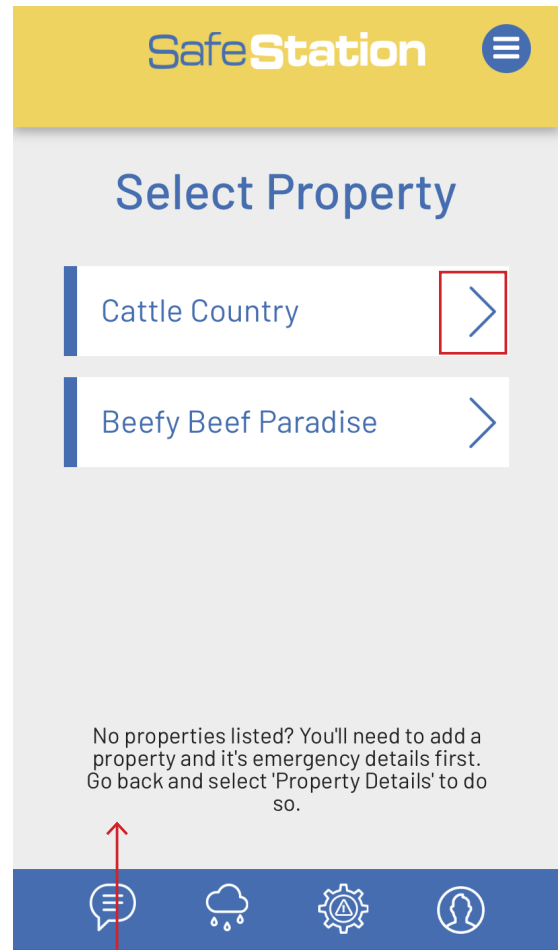 SafeStation
Select Property
Cattle Country
Beefy Beef Paradise
No properties listed? You'll need to add a
property and it's emergency details first.
Go back and select 'Property Details' to do
so.